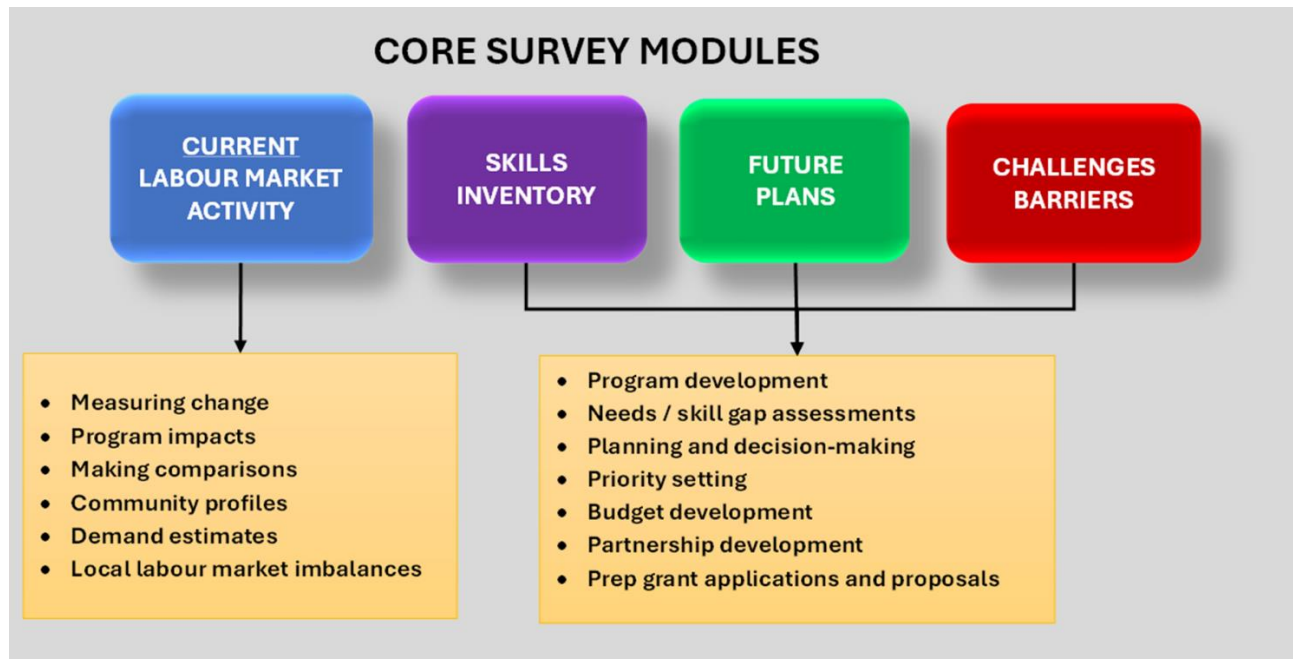 CORE SURVEY MODULES
CURRENT
LABOUR MARKET
ACTIVITY
SKILLS
INVENTORY
FUTURE
PLANS
CHALLENGES
BARRIERS
• Measuring change
• Program impacts
• Making comparisons
• Community profiles
• Demand estimates
• Local labour market imbalances
• Program development
• Needs / skill gap assessments
• Planning and decision-making
• Priority setting
• Budget development
• Partnership development
• Prep grant applications and proposals